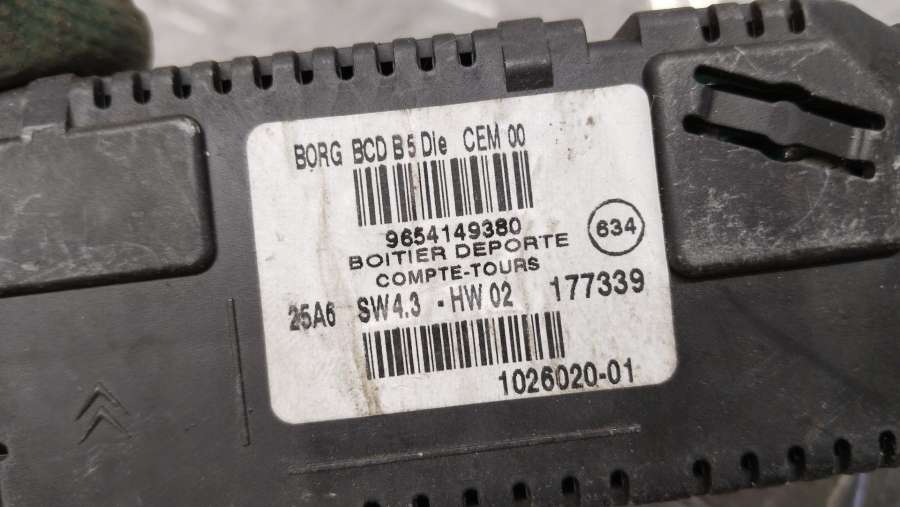 BORG BCD B5 Die CEM 00
9654149380
BOITIER DEPORTE
COMPTE-TOURS
634
25A6 SW4.3 - HW 02 177339
1026020-01